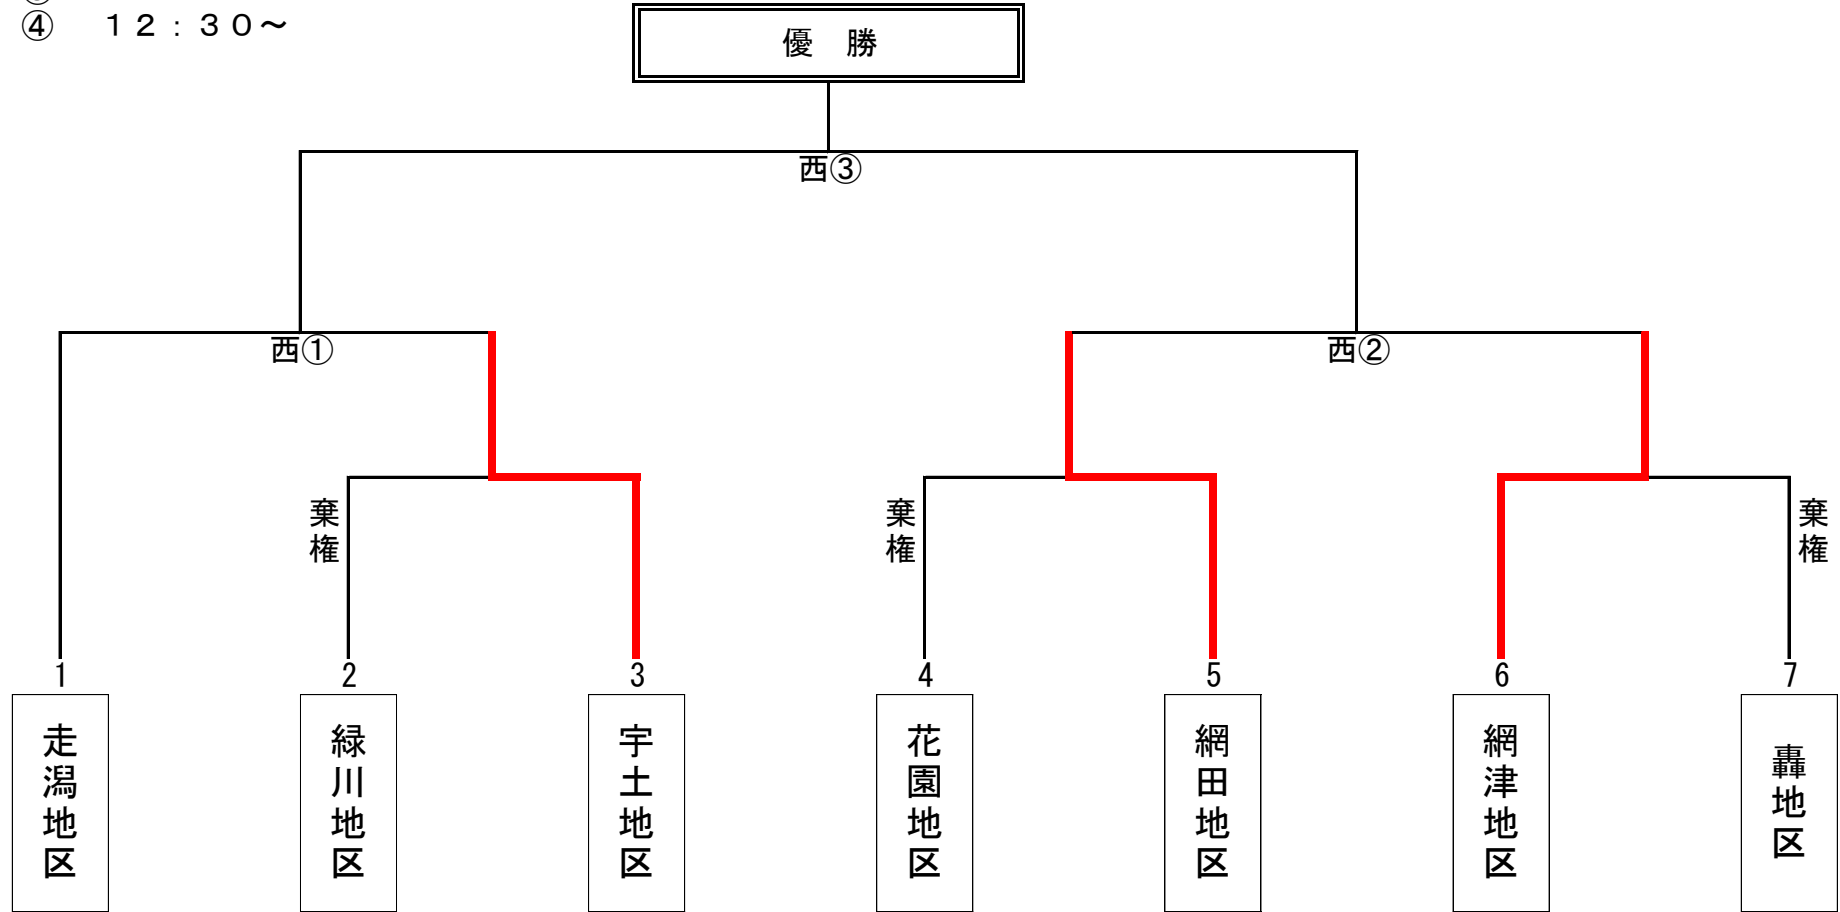 ④ １２：３０～
優 勝
西③
西①
西②
棄権
棄権
棄権
1
2
3
4
5
6
7
走潟地区
緑川地区
宇土地区
花園地区
網田地区
網津地区
轟地区